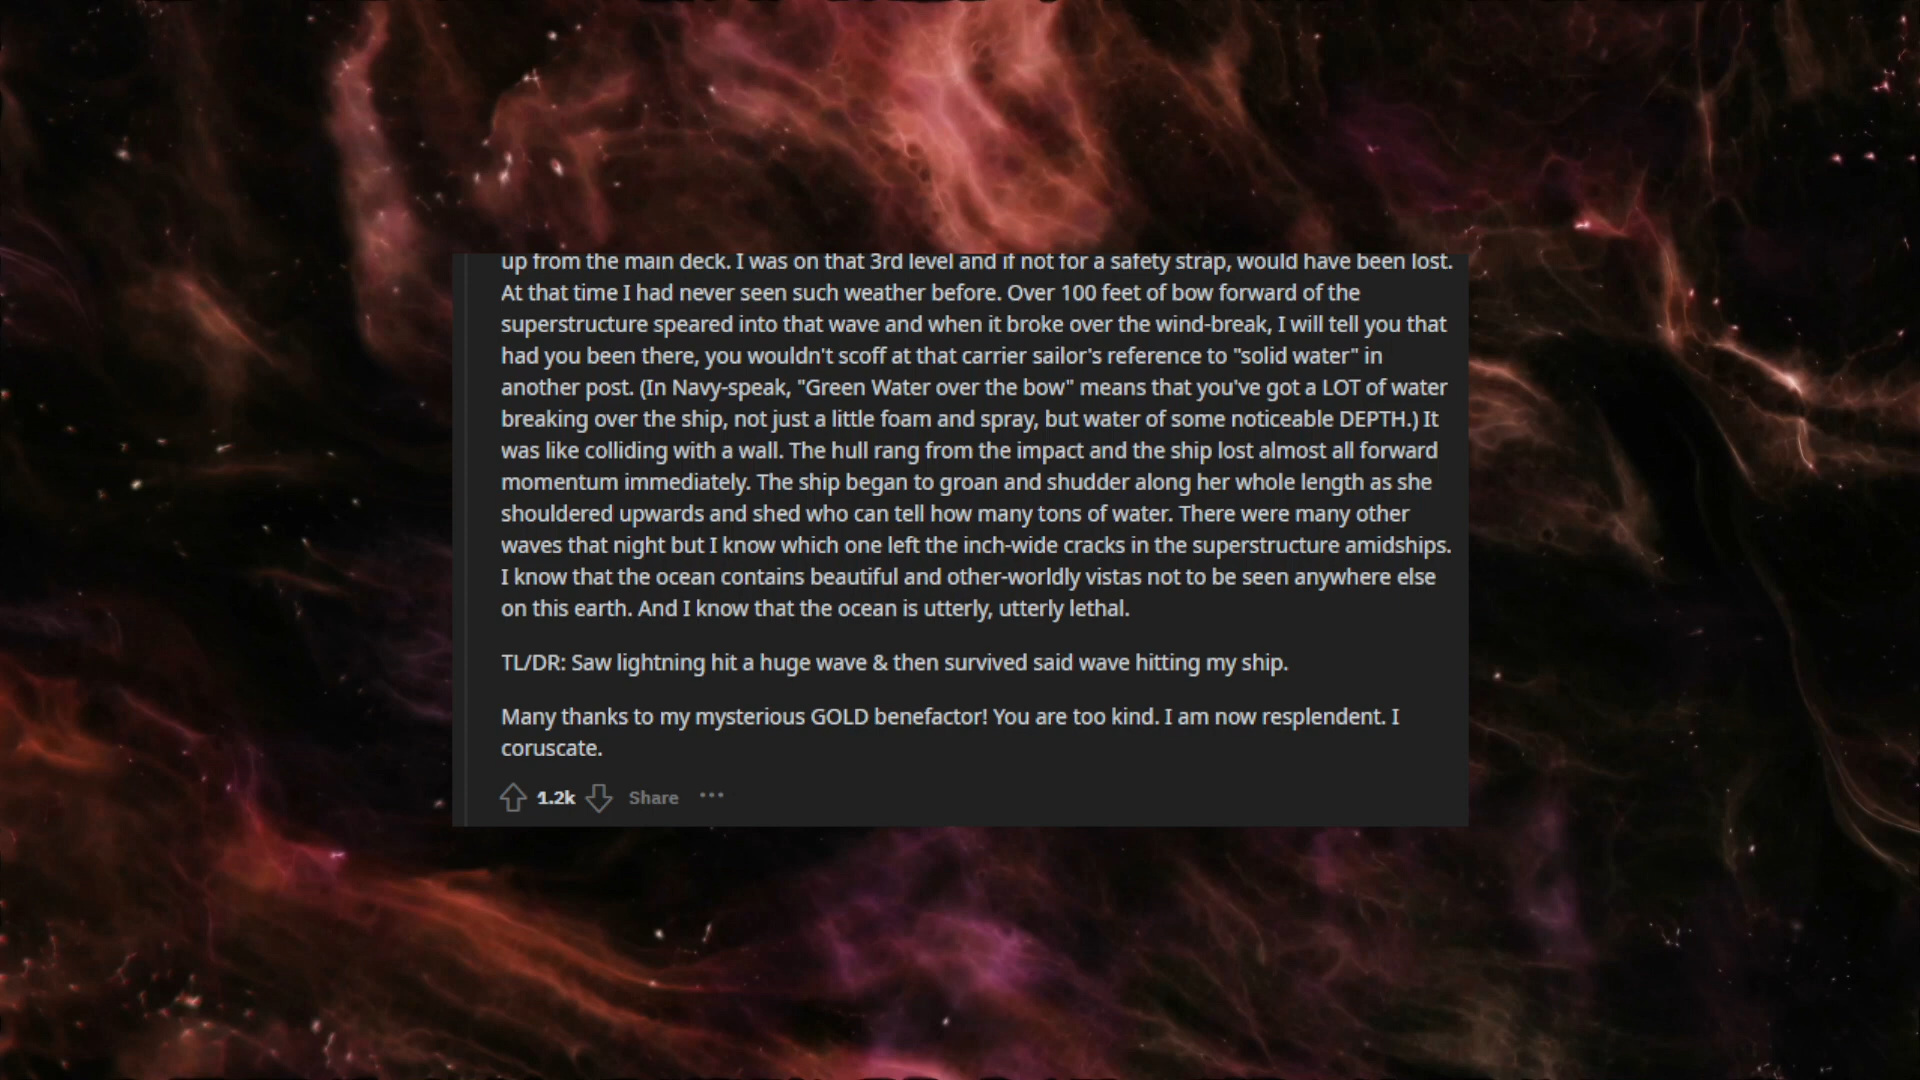 up from the main deck. I was on that 3rd level and if not for a safety strap, would have been lost.
At that time I had never seen such weather before. Over 100 feet of bow forward of the
superstructure speared into that wave and when it broke over the wind-break, I will tell you that
had you been there, you wouldn't scoff at that carrier sailor's reference to "solid water" in
another post. (In Navy-speak, "Green Water over the bow" means that you've got a LOT of water
breaking over the ship, not just a little foam and spray, but water of some noticeable DEPTH.) It
was like colliding with a wall. The hull rang from the impact and the ship lost almost all forward
momentum immediately. The ship began to groan and shudder along her whole length as she
shouldered upwards and shed who can tell how many tons of water. There were many other
waves that night but I know which one left the inch-wide cracks in the superstructure amidships.
I know that the ocean contains beautiful and other-worldly vistas not to be seen anywhere else
on this earth. And I know that the ocean is utterly, utterly lethal.
TL/DR: Saw lightning hit a huge wave & then survived said wave hitting my ship.
Many thanks to my mysterious GOLD benefactor! You are too kind. I am now resplendent. I
coruscate.
1.2k Share ...